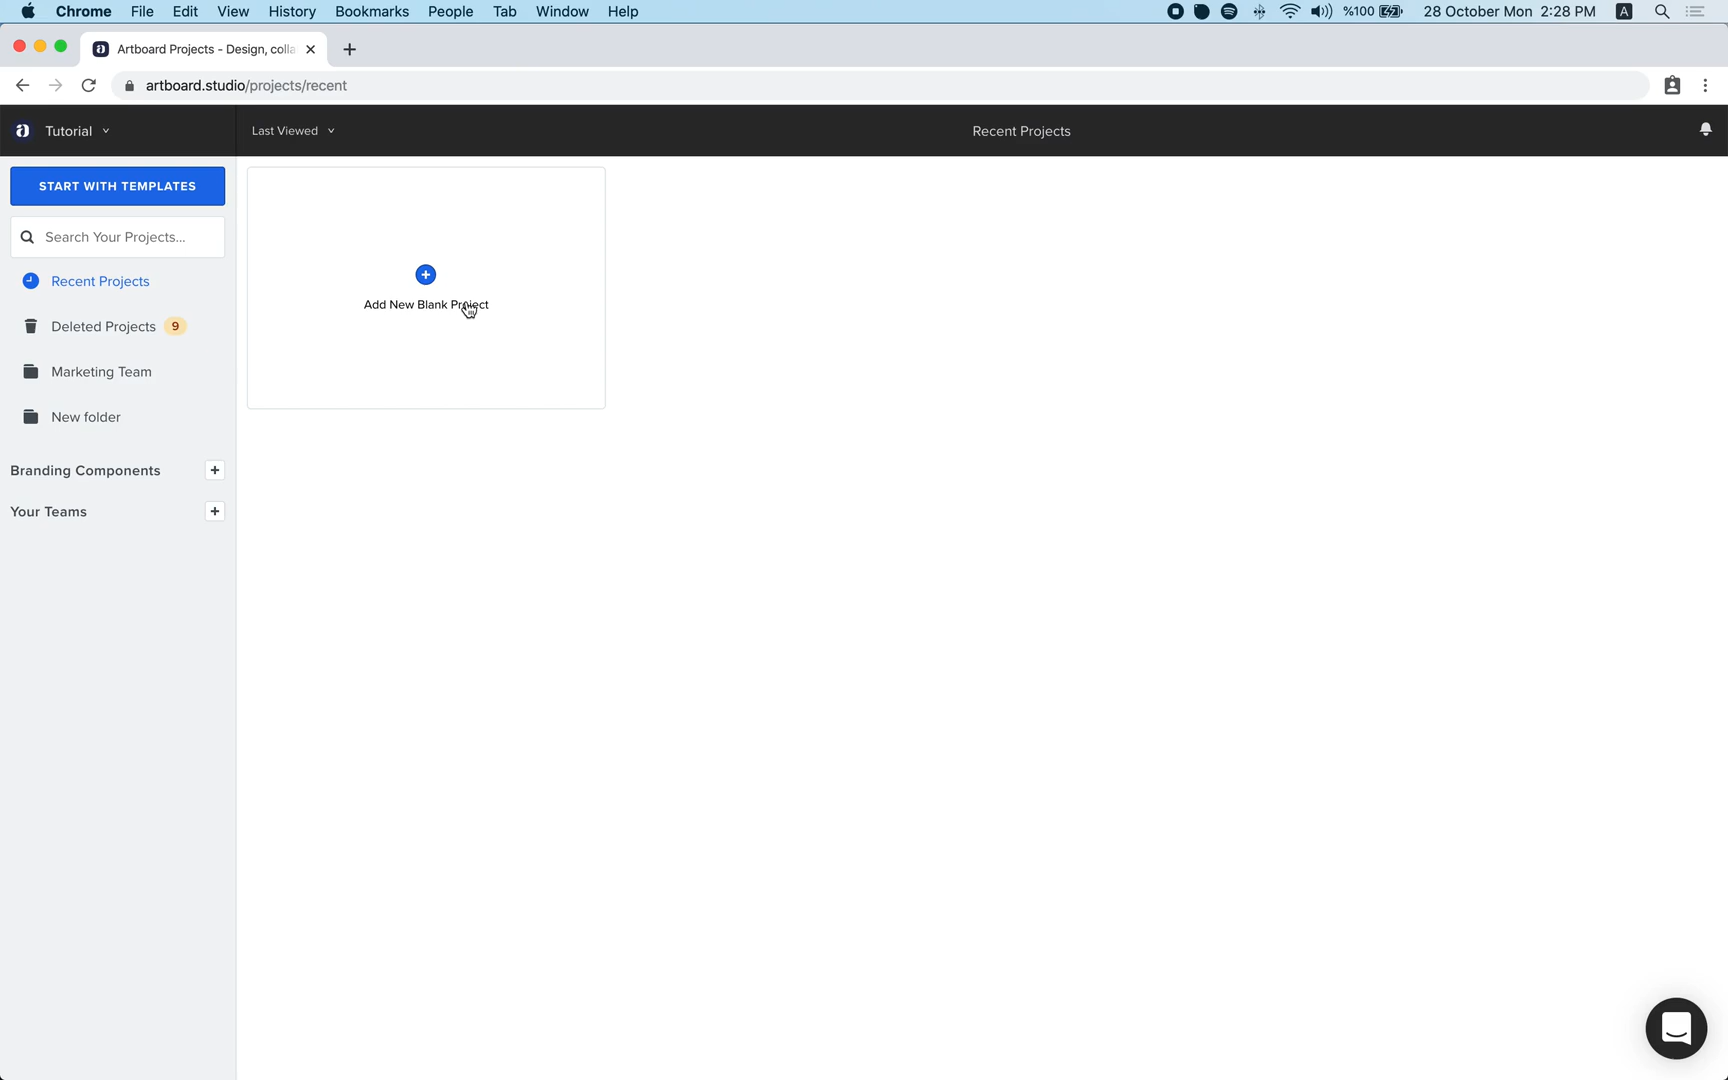 Chrome File Edit View History Bookmarks People Tab Window Help %100 28 October Mon 2:28 PM A
Artboard Projects - Design, colla
artboard.studio/projects/recent
a Tutorial Last Viewed Recent Projects
START WITH TEMPLATES
Search Your Projects...
Recent Projects
Deleted Projects 9
Marketing Team
New folder
Branding Components +
Your Teams +
Add New Blank Project